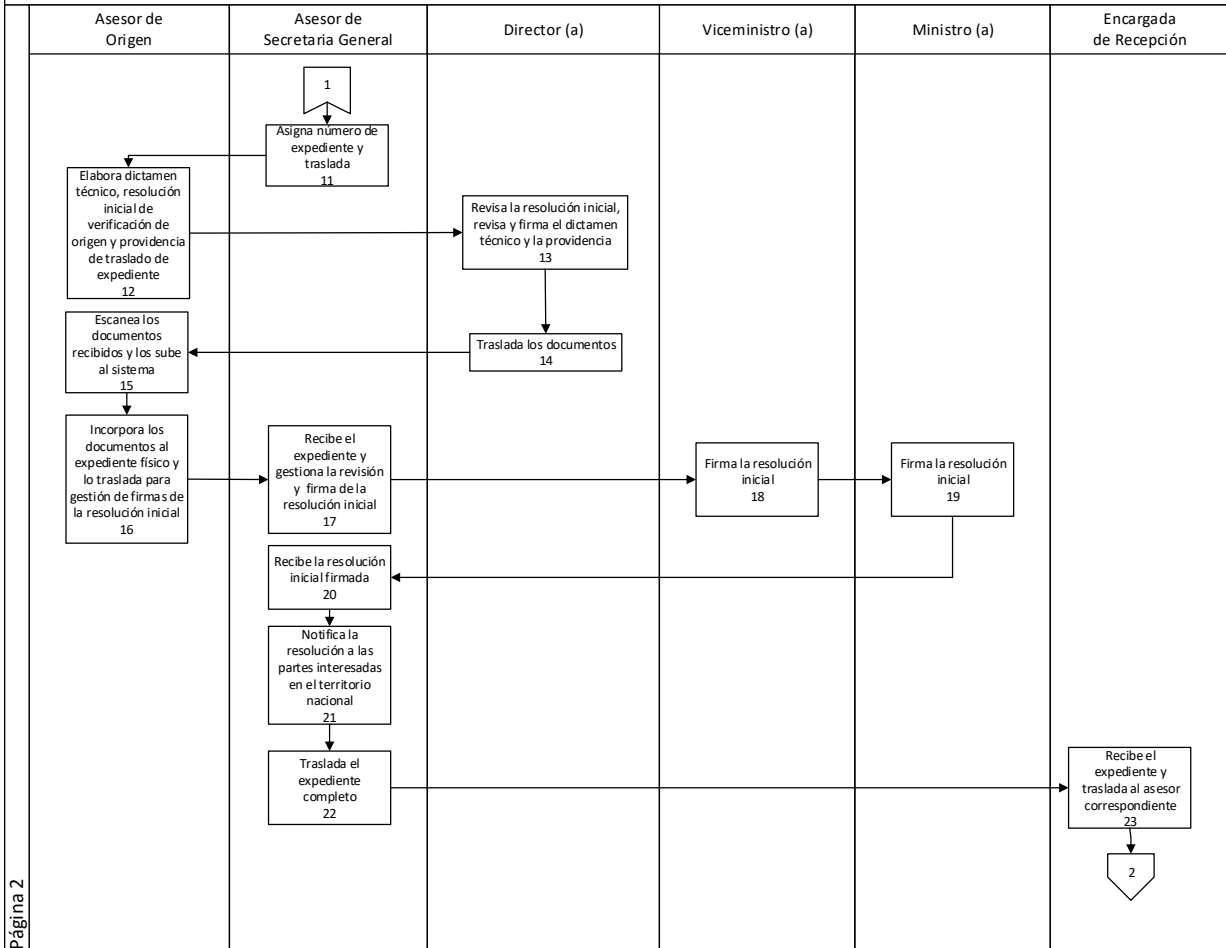 Asesor de
Origen
Asesor de
Secretaria General
Director (a)
Viceministro (a)
Ministro (a)
Encargada
de Recepción
1
Asigna número de
expediente y
traslada
11
Elabora dictamen
técnico, resolución
inicial de
verificación de
origen y providencia
de traslado de
expediente
12
Revisa la resolución inicial,
revisa y firma el dictamen
técnico y la providencia
13
Traslada los documentos
14
Escanea los
documentos
recibidos y los sube
al sistema
15
Incorpora los
documentos al
expediente físico y
lo traslada para
gestión de firmas de
la resolución inicial
16
Recibe el
expediente y
gestiona la revisión
y firma de la
resolución inicial
17
Firma la resolución
inicial
18
Firma la resolución
inicial
19
Recibe la resolución
inicial firmada
20
Notifica la
resolución a las
partes interesadas
en el territorio
nacional
21
Traslada el
expediente
completo
22
Recibe el
expediente y
traslada al asesor
correspondiente
23
2
Página 2